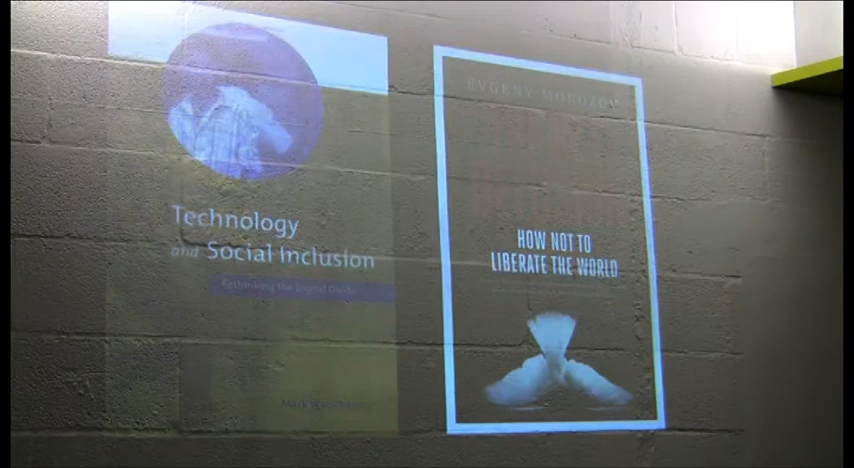 Technology
and Social Inclusion
Rethinking the Digital Divide
EVGENY MOROZOV
HOW NOT TO
LIBERATE THE WORLD